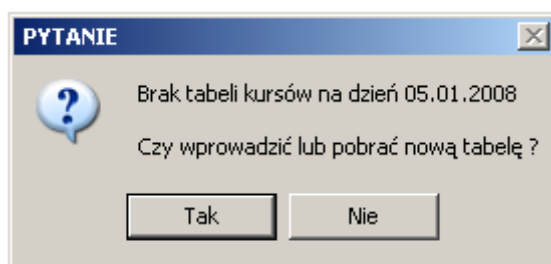 PYTANIE
Brak tabeli kursów na dzień 05.01.2008
Czy wprowadzić lub pobrać nową tabelę ?
Tak
Nie